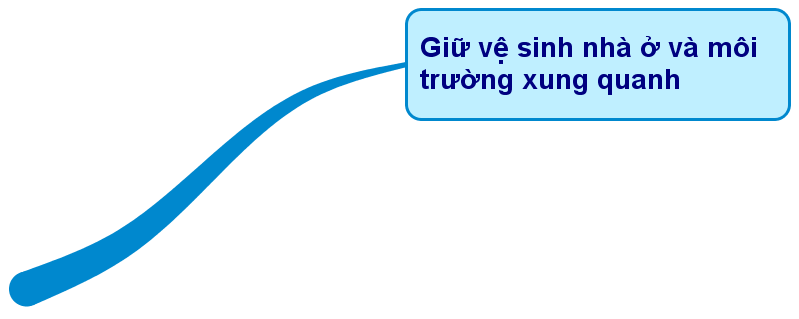 Giữ vệ sinh nhà ở và môi
trường xung quanh